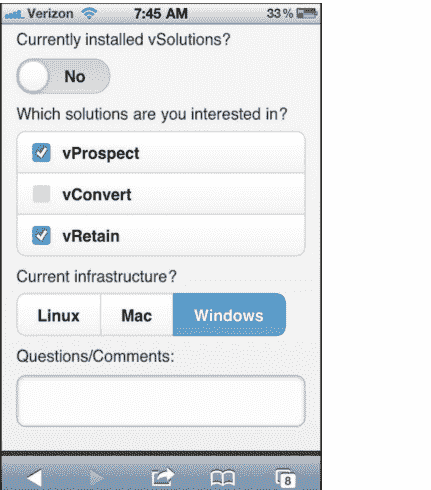 Verizon 7:45 AM 33%
Currently installed vSolutions?
No
Which solutions are you interested in?
vProspect
vConvert
vRetain
Current infrastructure?
Linux Mac Windows
Questions/Comments:
8